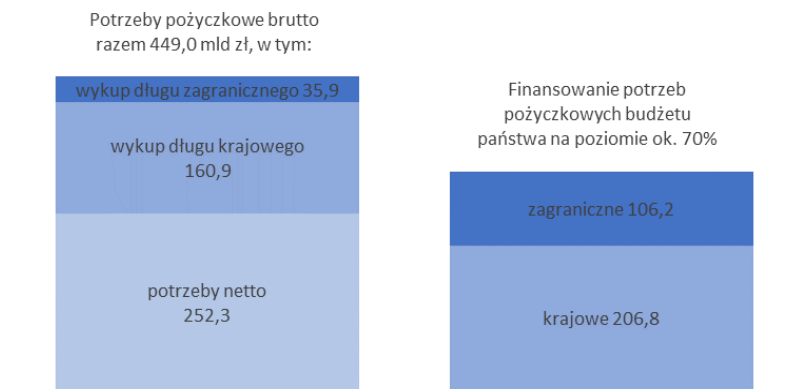 Potrzeby pożyczkowe brutto
razem 449,0 mld zł, w tym:
wykup długu zagranicznego 35,9
wykup długu krajowego
160,9
potrzeby netto
252,3
Finansowanie potrzeb
pożyczkowych budżetu
państwa na poziomie ok. 70%
zagraniczne 106,2
krajowe 206,8